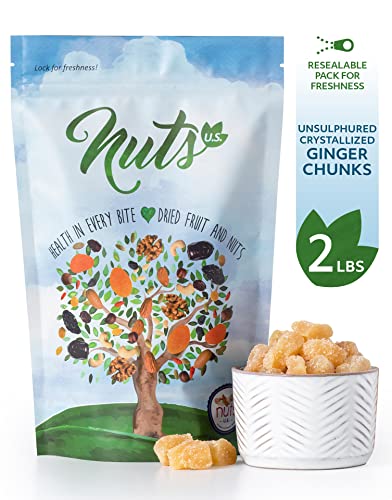 Lock for freshness!
nuts U.S.
HEALTH IN EVERY BITE DRIED FRUIT AND NUTS
RESEALABLE
PACK FOR
FRESHNESS
UNSULPHURED
CRYSTALLIZED
GINGER
CHUNKS
2 LBS